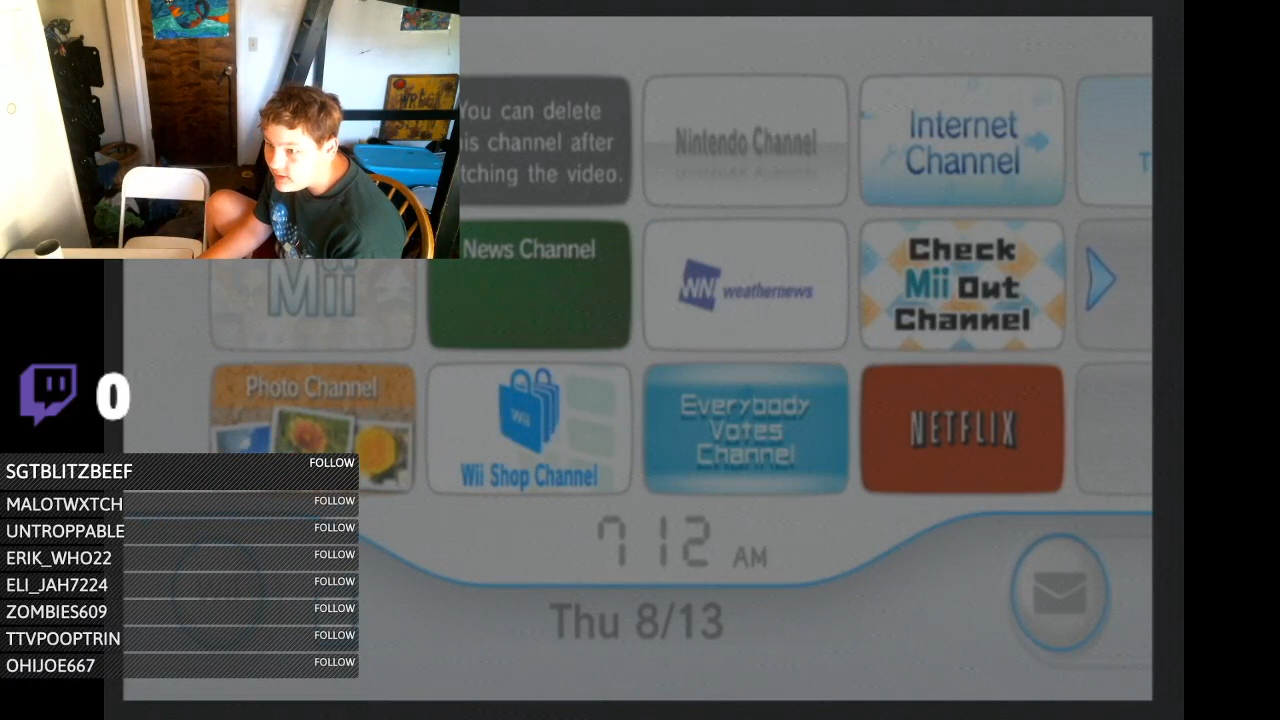 You can delete
is channel after
tching the video.
Nintendo Channel
Internet
Channel
T
Mii
News Channel
WN weathernews
Check
Mii Out
Channel
Photo Channel
Wii
Wii Shop Channel
Everybody
Votes
Channel
NETFLIX
7 12 AM
Thu 8/13
0
SGTBLITZBEEF FOLLOW
MALOTWXTCH FOLLOW
UNTROPPABLE FOLLOW
ERIK_WHO22 FOLLOW
ELI_JAH7224 FOLLOW
ZOMBIES609 FOLLOW
TTVPOOPTRIN FOLLOW
OHIJOE667 FOLLOW